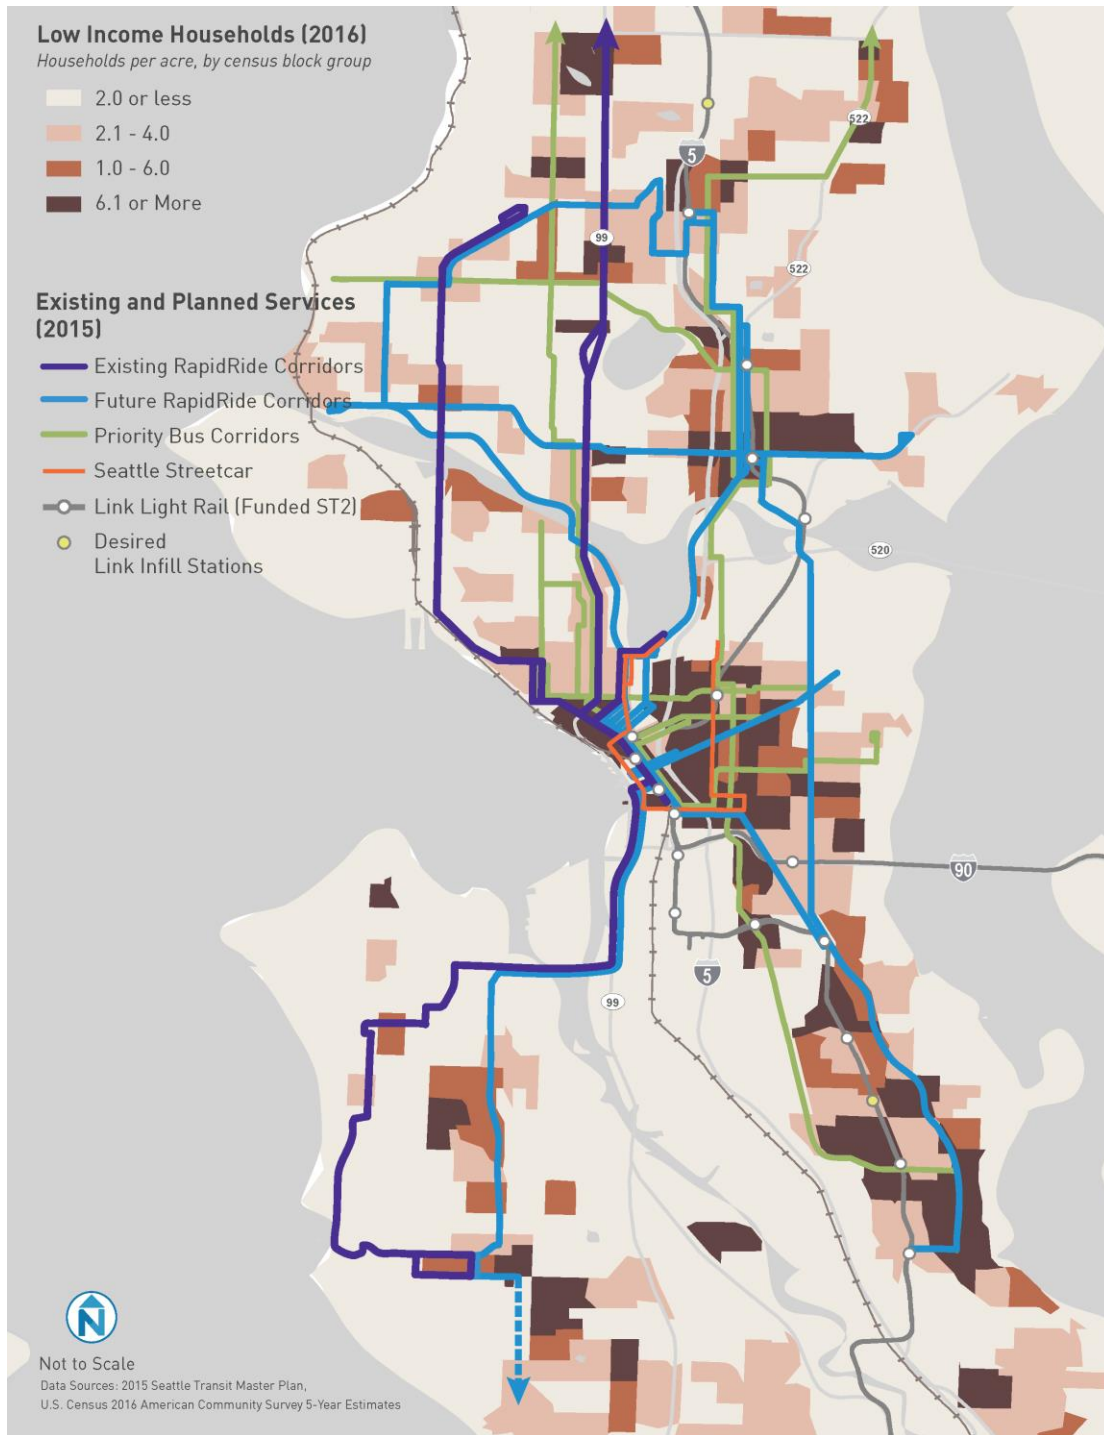 Low Income Households (2016)
Households per acre, by census block group
2.0 or less
2.1 - 4.0
1.0 - 6.0
6.1 or More
Existing and Planned Services
(2015)
Existing RapidRide Corridors
Future RapidRide Corridors
Priority Bus Corridors
Seattle Streetcar
Link Light Rail (Funded ST2)
Desired
Link Infill Stations
522
5
99
522
520
90
5
99
N
Not to Scale
Data Sources: 2015 Seattle Transit Master Plan,
U.S. Census 2016 American Community Survey 5-Year Estimates